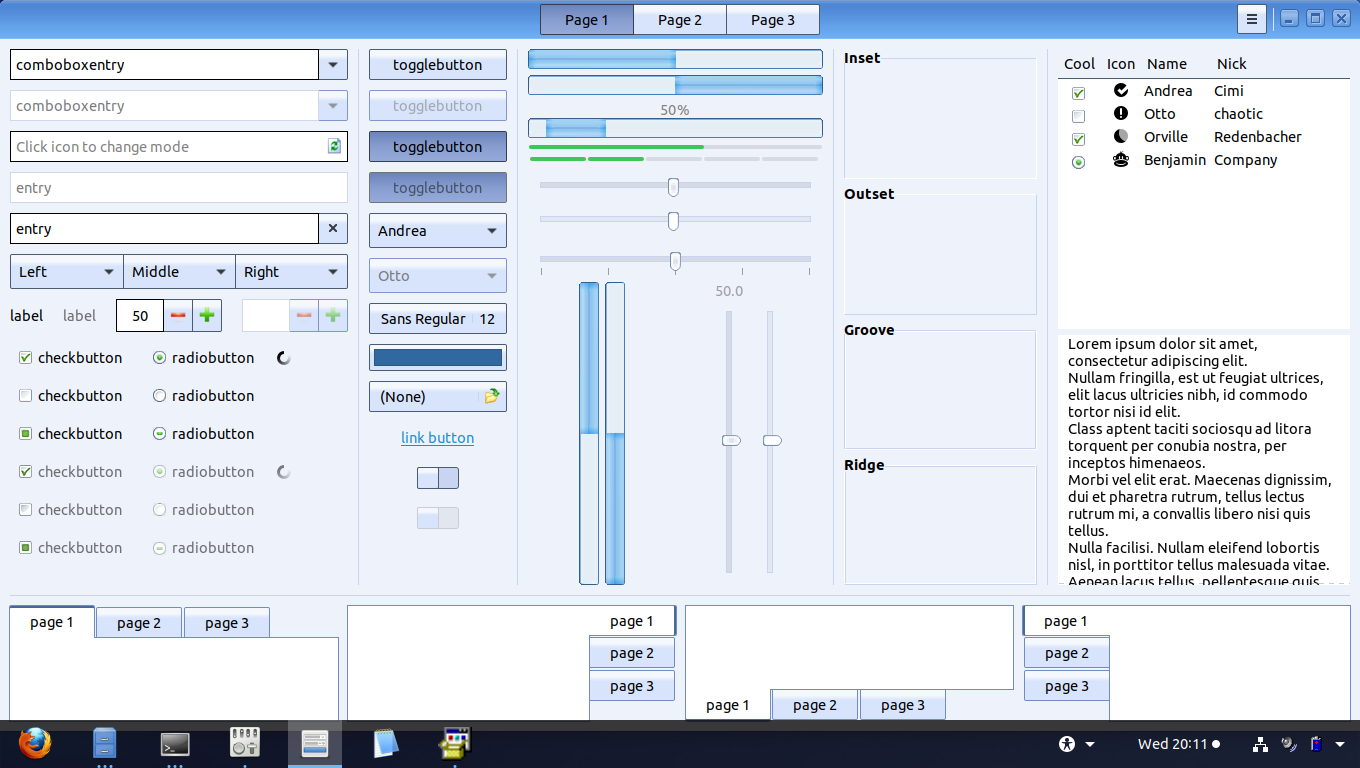 Page 1 Page 2 Page 3
comboboxentry
comboboxentry
Click icon to change mode
entry
entry
Left Middle Right
label label 50
checkbutton radiobutton
checkbutton radiobutton
checkbutton radiobutton
checkbutton radiobutton
checkbutton radiobutton
checkbutton radiobutton
togglebutton
togglebutton
togglebutton
togglebutton
Andrea
Otto
Sans Regular 12
(None)
link button
50%
50.0
Inset
Outset
Groove
Ridge
Cool Icon Name Nick
Andrea Cimi
Otto chaotic
Orville Redenbacher
Benjamin Company
Lorem ipsum dolor sit amet,
consectetur adipiscing elit.
Nullam fringilla, est ut feugiat ultrices,
elit lacus ultricies nibh, id commodo
tortor nisi id elit.
Class aptent taciti sociosqu ad litora
torquent per conubia nostra, per
inceptos himenaeos.
Morbi vel elit erat. Maecenas dignissim,
dui et pharetra rutrum, tellus lectus
rutrum mi, a convallis libero nisi quis
tellus.
Nulla facilisi. Nullam eleifend lobortis
nisl, in porttitor tellus malesuada vitae.
Aenean lacus tellus, pellentesque quis
page 1 page 2 page 3
page 1
page 2
page 3
page 1 page 2 page 3
page 1
page 2
page 3
Wed 20:11